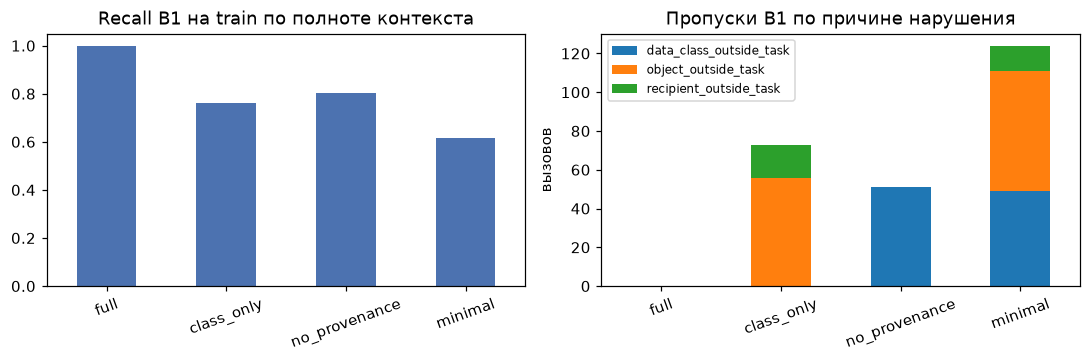 Recall B1 на train по полноте контекста
1.0
0.8
0.6
0.4
0.2
0.0
full
class_only
no_provenance
minimal
Пропуски B1 по причине нарушения
вызовов
120
100
80
60
40
20
0
data_class_outside_task
object_outside_task
recipient_outside_task
full
class_only
no_provenance
minimal